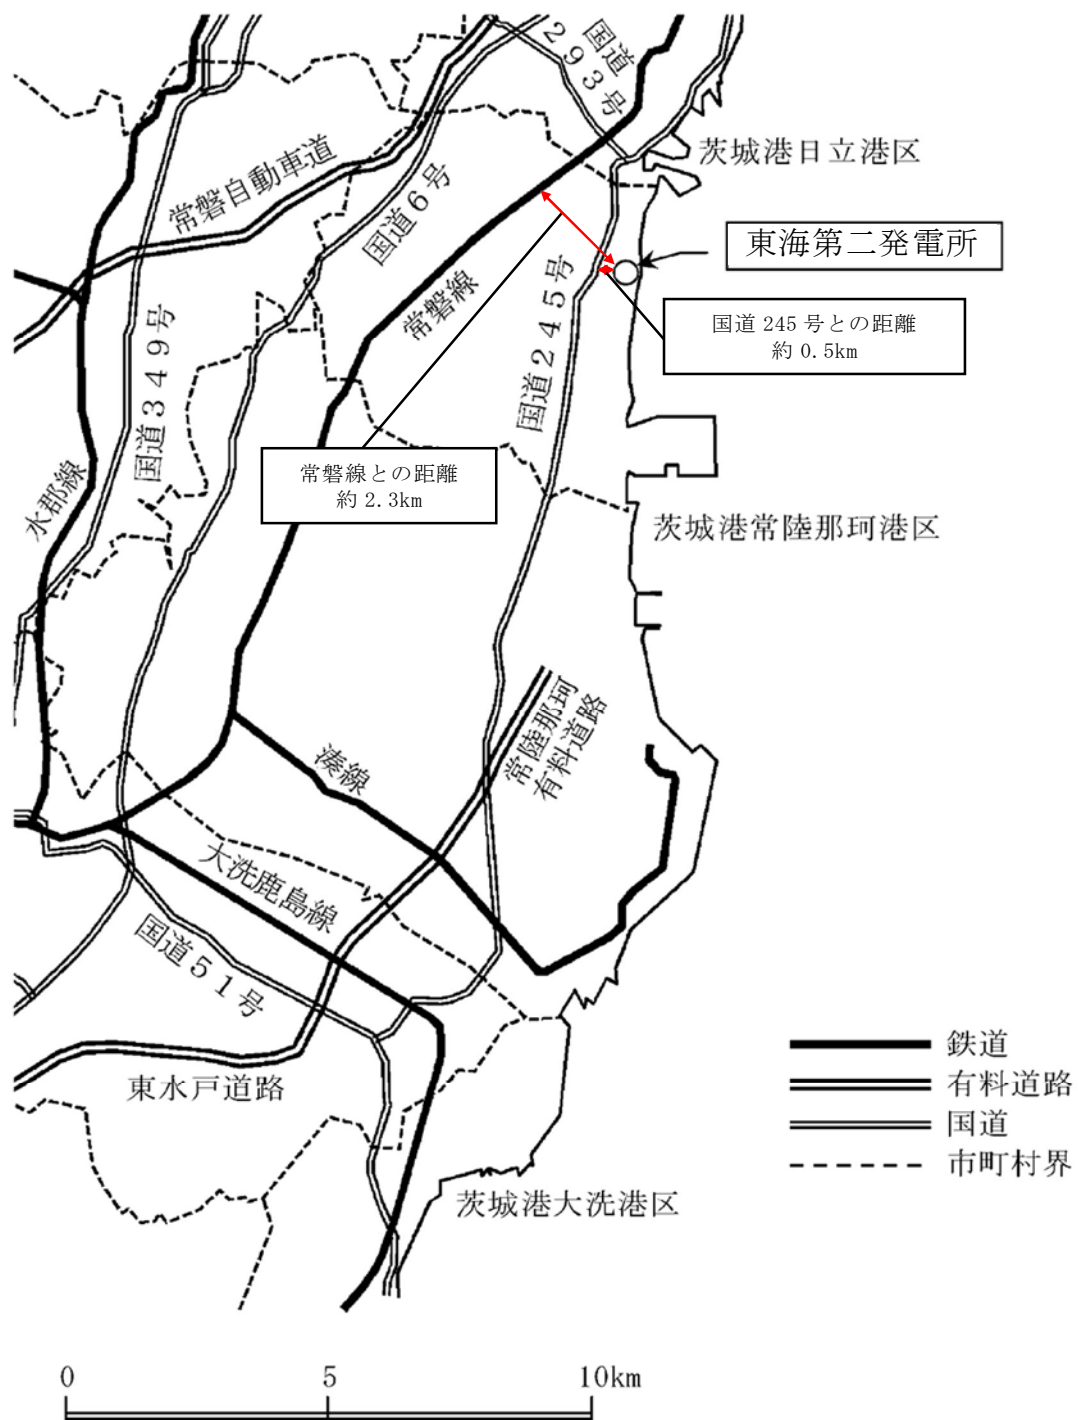 国道
２９３号
茨城港日立港区
常磐自動車道
国道６号
東海第二発電所
常磐線
国道２４５号
国道 245 号との距離
約 0.5km
国道３４９号
常磐線との距離
約 2.3km
水郡線
茨城港常陸那珂港区
常陸那珂
有料道路
湊線
大洗鹿島線
国道５１号
東水戸道路
鉄道
有料道路
国道
市町村界
茨城港大洗港区
0 5 10km